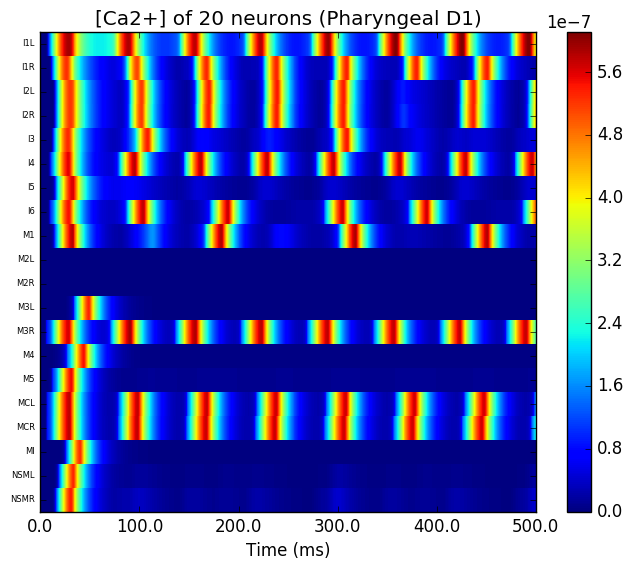 [Ca2+] of 20 neurons (Pharyngeal D1)
1e−7
I1L
I1R
I2L
I2R
I3
I4
I5
I6
M1
M2L
M2R
M3L
M3R
M4
M5
MCL
MCR
MI
NSML
NSMR
5.6
4.8
4.0
3.2
2.4
1.6
0.8
0.0
0.0 100.0 200.0 300.0 400.0 500.0
Time (ms)